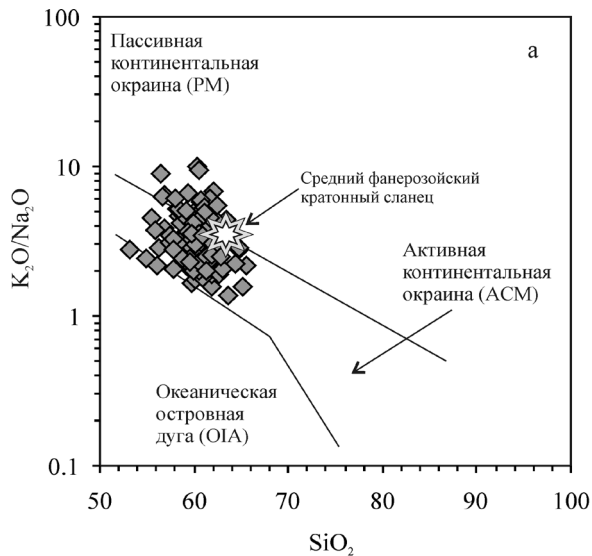 100
Пассивная
континентальная
окраина (PM)
а
10
Средний фанерозойский
кратонный сланец
K₂O/Na₂O
Активная
континентальная
окраина (ACM)
1
Океаническая
островная
дуга (OIA)
0.1
50 60 70 80 90 100
SiO₂